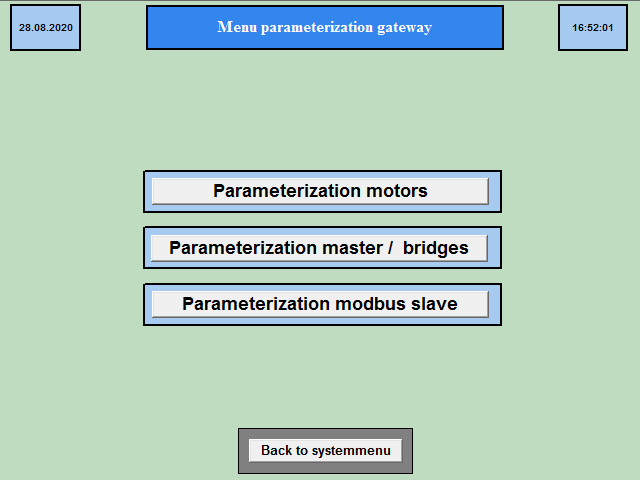 28.08.2020
Menu parameterization gateway
16:52:01
Parameterization motors
Parameterization master /  bridges
Parameterization modbus slave
Back to systemmenu